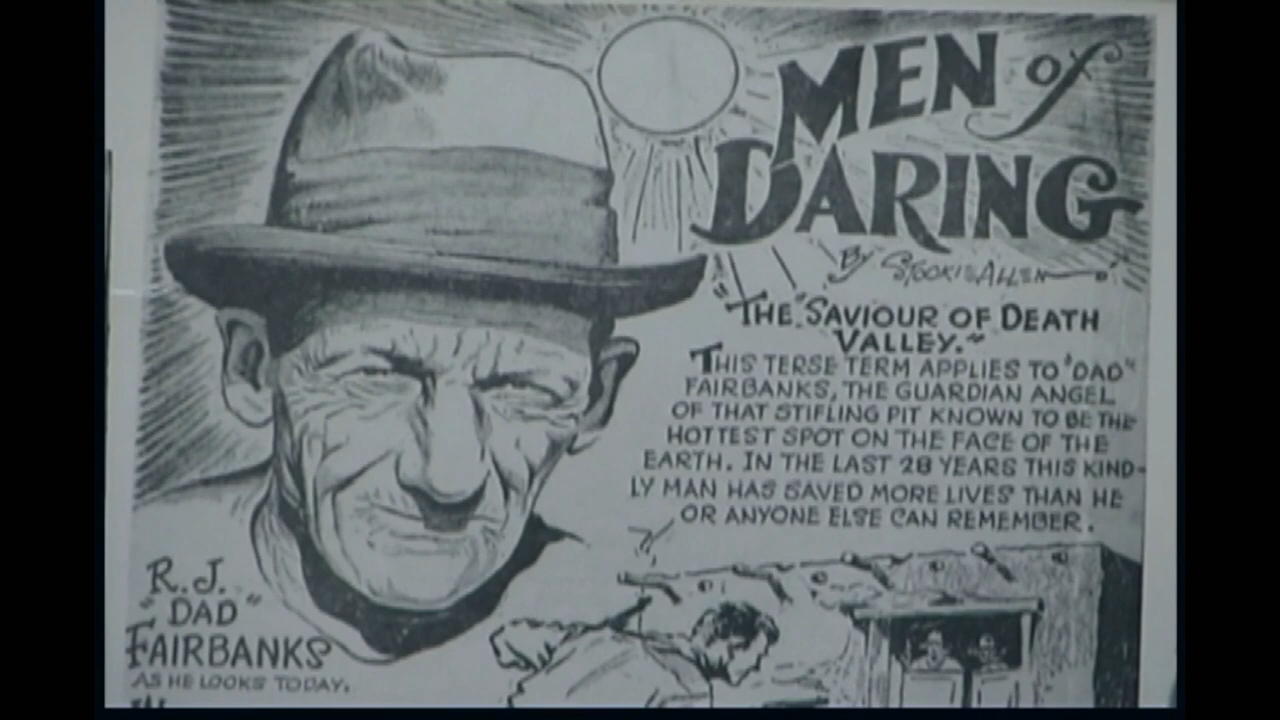 MEN of
DARING
By STOOKIE ALLEN
"THE SAVIOUR OF DEATH
VALLEY."
THIS TERSE TERM APPLIES TO "DAD"
FAIRBANKS, THE GUARDIAN ANGEL
OF THAT STIFLING PIT KNOWN TO BE THE
HOTTEST SPOT ON THE FACE OF THE
EARTH. IN THE LAST 28 YEARS THIS KIND-
LY MAN HAS SAVED MORE LIVES THAN HE
OR ANYONE ELSE CAN REMEMBER.
R.J.
"DAD"
FAIRBANKS
AS HE LOOKS TODAY.